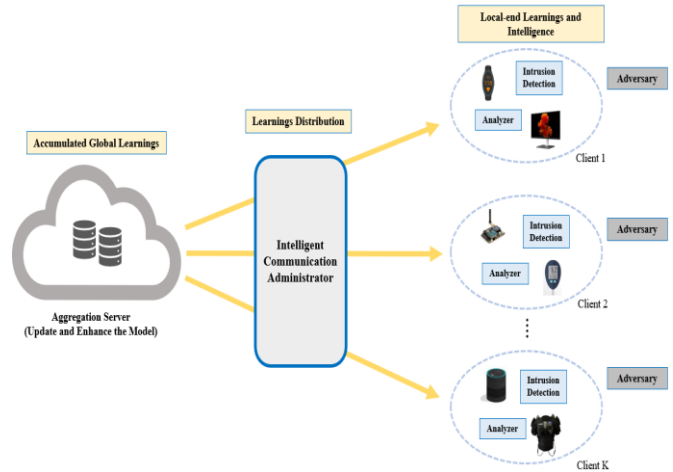 Accumulated Global Learnings
Aggregation Server
(Update and Enhance the Model)
Learnings Distribution
Intelligent
Communication
Administrator
Local-end Learnings and
Intelligence
Intrusion
Detection
Analyzer
Client 1
Adversary
Intrusion
Detection
Analyzer
Client 2
Adversary
Intrusion
Detection
Analyzer
Client K
Adversary